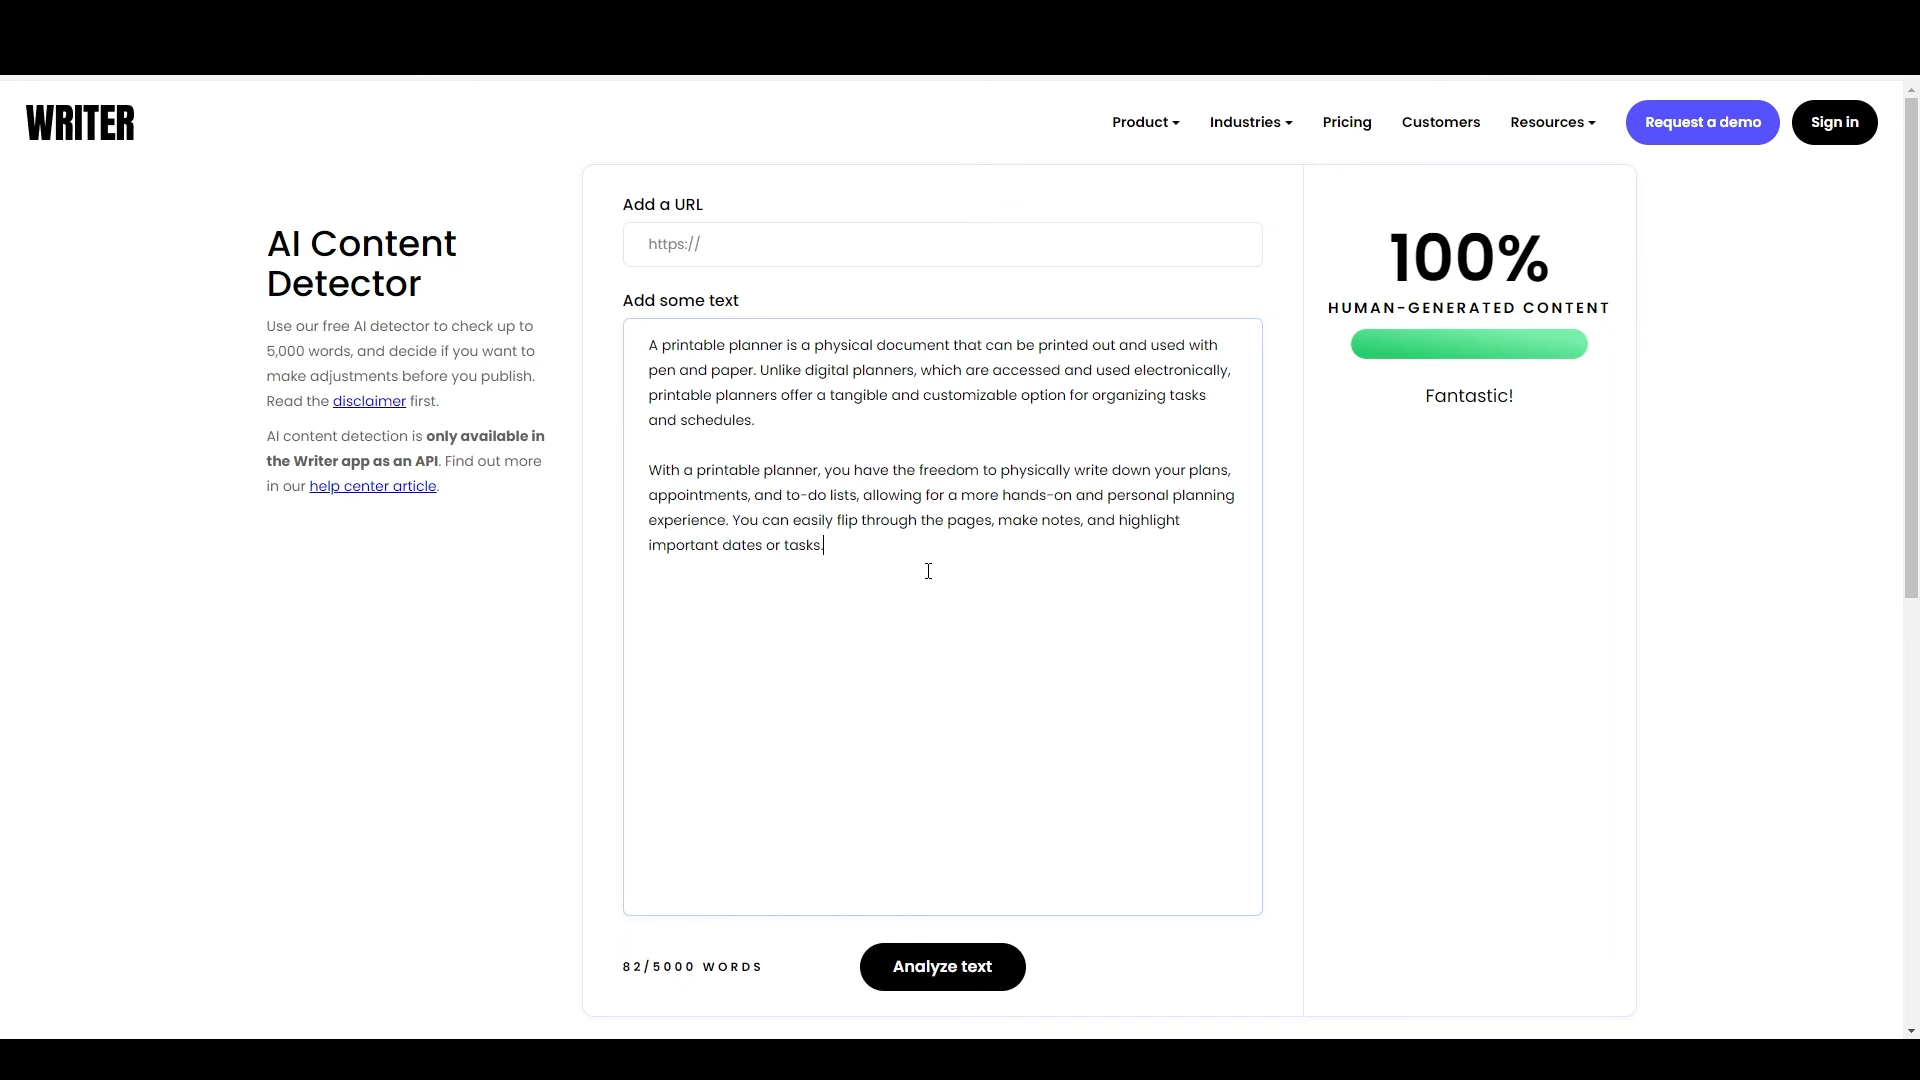 WRITER
Product
Industries
Pricing
Customers
Resources
Request a demo
Sign in
AI Content
Detector
Use our free AI detector to check up to
5,000 words, and decide if you want to
make adjustments before you publish.
Read the disclaimer first.
AI content detection is only available in
the Writer app as an API. Find out more
in our help center article.
Add a URL
https://
Add some text
A printable planner is a physical document that can be printed out and used with
pen and paper. Unlike digital planners, which are accessed and used electronically,
printable planners offer a tangible and customizable option for organizing tasks
and schedules.
With a printable planner, you have the freedom to physically write down your plans,
appointments, and to-do lists, allowing for a more hands-on and personal planning
experience. You can easily flip through the pages, make notes, and highlight
important dates or tasks.
82/5000 WORDS
Analyze text
100%
HUMAN-GENERATED CONTENT
Fantastic!